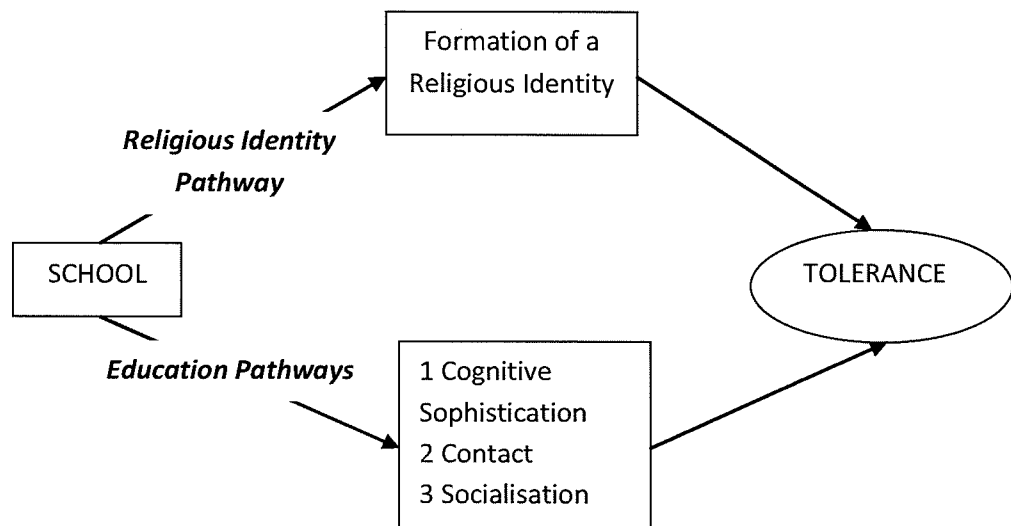 Formation of a
Religious Identity
Religious Identity
Pathway
SCHOOL
TOLERANCE
Education Pathways
1 Cognitive
Sophistication
2 Contact
3 Socialisation